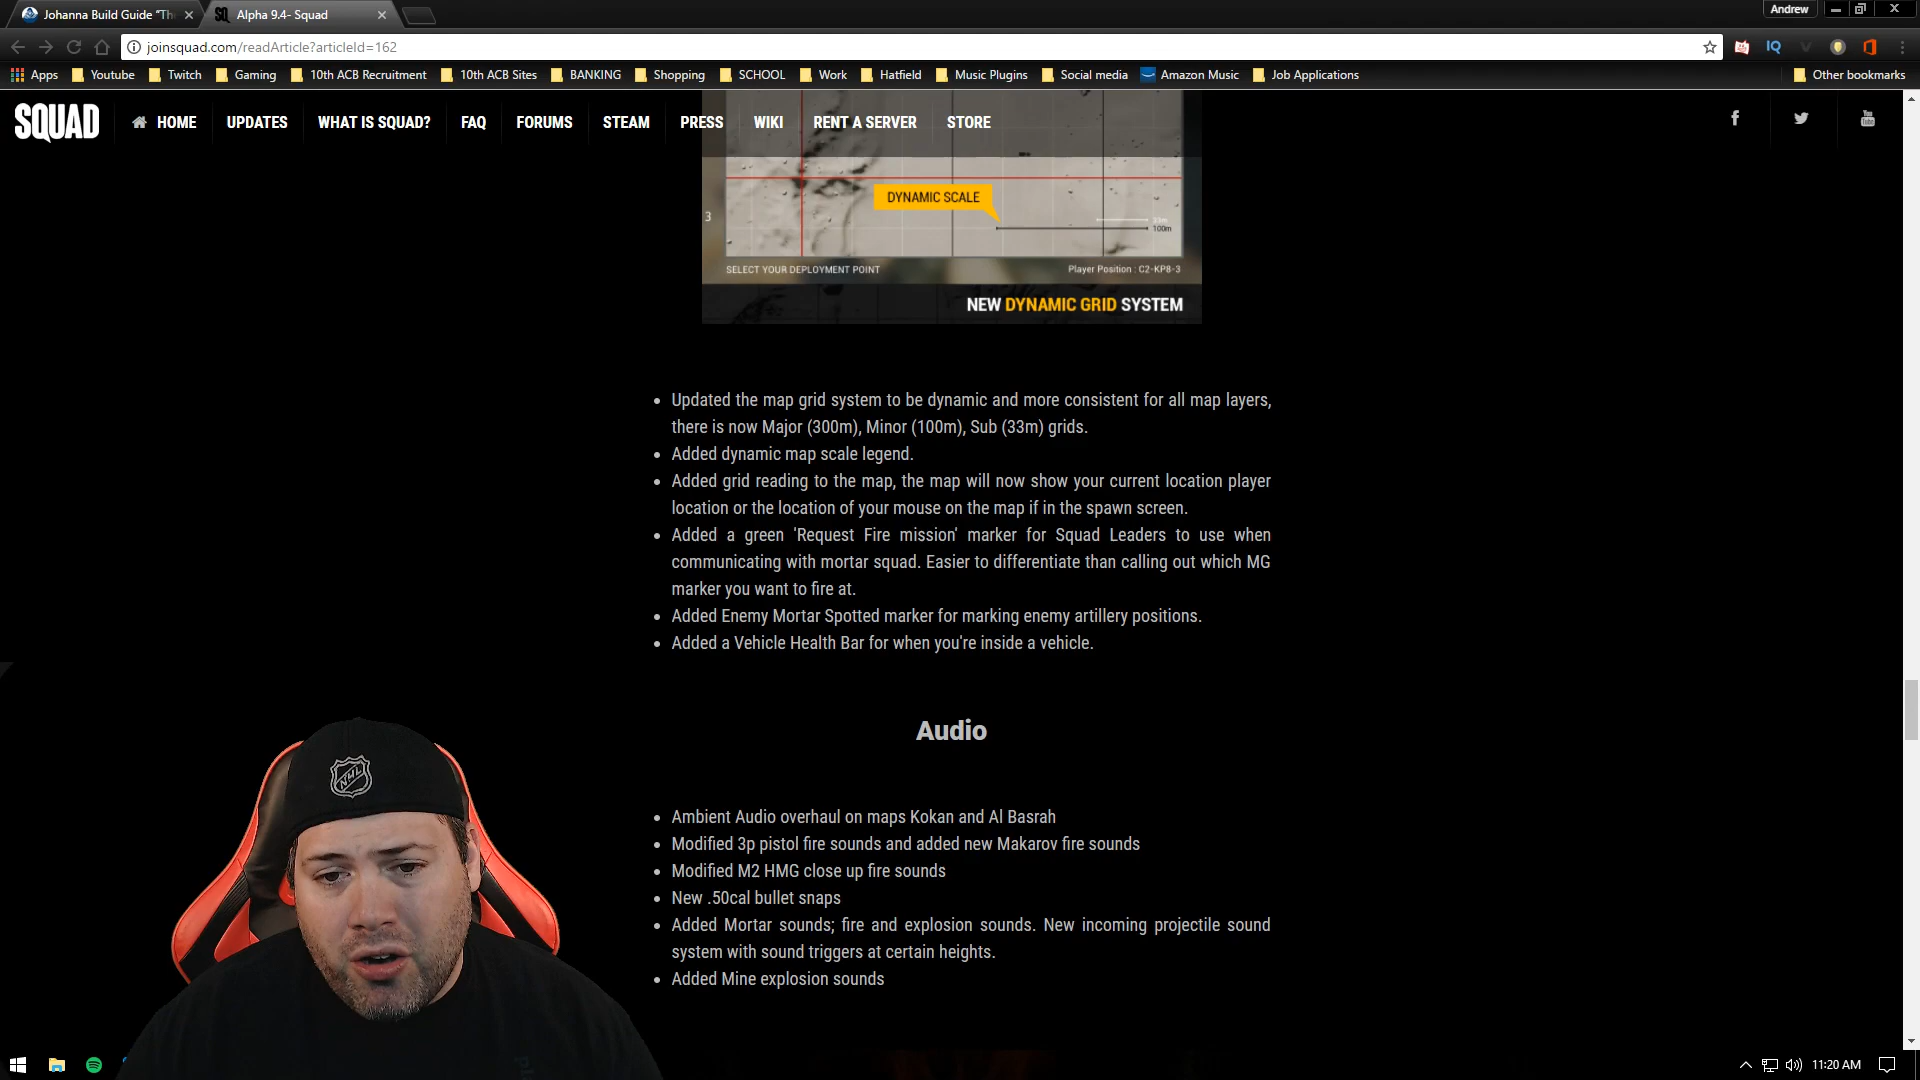 Johanna Build Guide "The
Alpha 9.4- Squad
Andrew
joinsquad.com/readArticle?articleId=162
IQ
Apps Youtube Twitch Gaming 10th ACB Recruitment 10th ACB Sites BANKING Shopping SCHOOL Work Hatfield Music Plugins Social media Amazon Music Job Applications Other bookmarks
SQUAD HOME UPDATES WHAT IS SQUAD? FAQ FORUMS STEAM PRESS WIKI RENT A SERVER STORE
You Tube
DYNAMIC SCALE
3
33m
100m
SELECT YOUR DEPLOYMENT POINT Player Position : C2-KP8-3
NEW DYNAMIC GRID SYSTEM
• Updated the map grid system to be dynamic and more consistent for all map layers,
there is now Major (300m), Minor (100m), Sub (33m) grids.
• Added dynamic map scale legend.
• Added grid reading to the map, the map will now show your current location player
location or the location of your mouse on the map if in the spawn screen.
• Added a green 'Request Fire mission' marker for Squad Leaders to use when
communicating with mortar squad. Easier to differentiate than calling out which MG
marker you want to fire at.
• Added Enemy Mortar Spotted marker for marking enemy artillery positions.
• Added a Vehicle Health Bar for when you're inside a vehicle.
Audio
• Ambient Audio overhaul on maps Kokan and Al Basrah
• Modified 3p pistol fire sounds and added new Makarov fire sounds
• Modified M2 HMG close up fire sounds
• New .50cal bullet snaps
• Added Mortar sounds; fire and explosion sounds. New incoming projectile sound
system with sound triggers at certain heights.
• Added Mine explosion sounds
NHL
11:20 AM